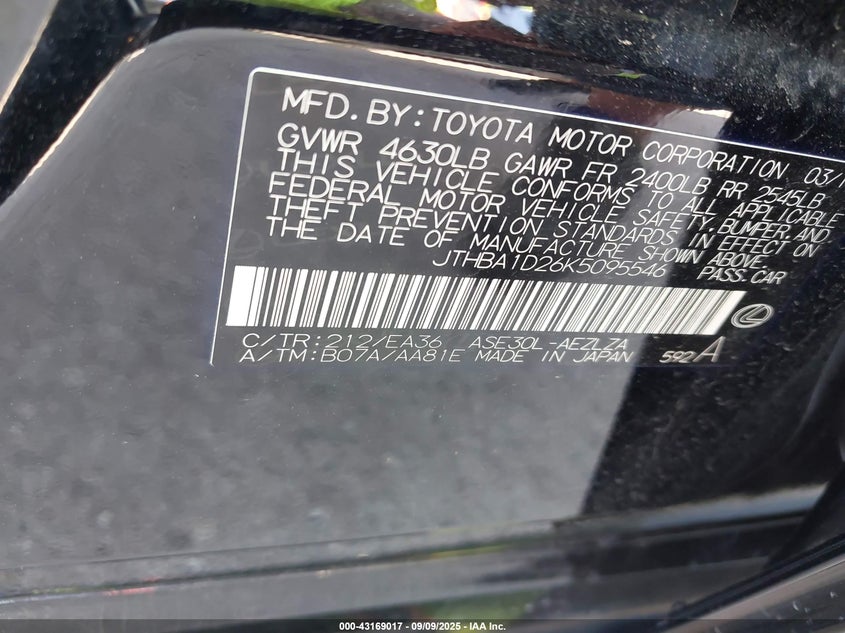 MFD. BY: TOYOTA MOTOR CORPORATION 03/
GVWR 4630LB GAWR FR 2400LB RR 2545LB
THIS VEHICLE CONFORMS TO ALL APPLICABLE
FEDERAL MOTOR VEHICLE SAFETY, BUMPER, AND
THEFT PREVENTION STANDARDS IN EFFECT ON
THE DATE OF MANUFACTURE SHOWN ABOVE.
JTHBA1D26K5095546 PASS. CAR
C/TR: 212/EA36 ASE30L-AEZLZA
A/TM: B07A/AA81E MADE IN JAPAN 592A
000-43169017 - 09/09/2025 - IAA Inc.